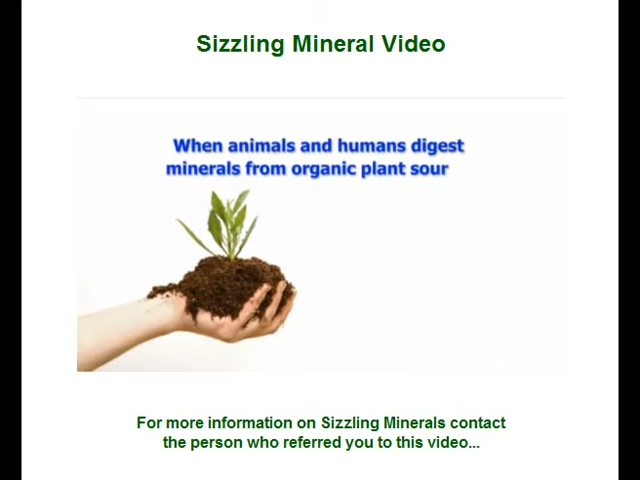 Sizzling Mineral Video
When animals and humans digest
minerals from organic plant sour
For more information on Sizzling Minerals contact
the person who referred you to this video...